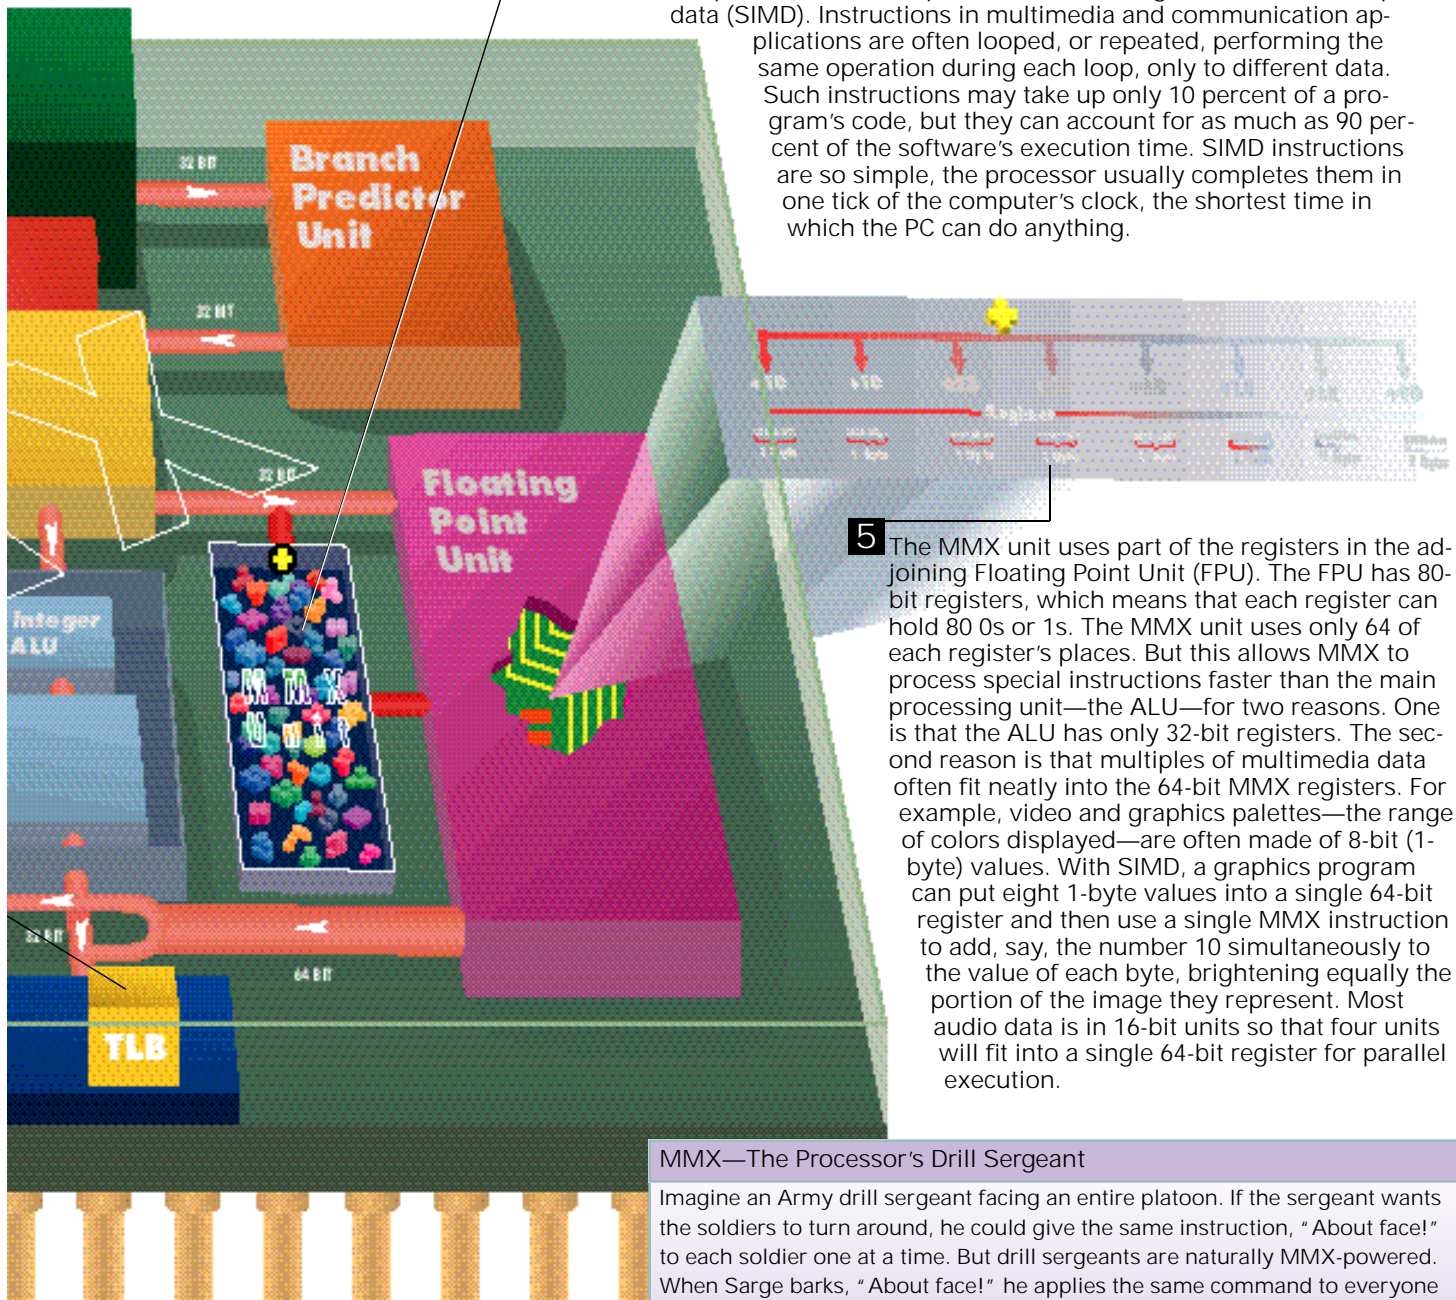 data (SIMD). Instructions in multimedia and communication ap-
plications are often looped, or repeated, performing the
same operation during each loop, only to different data.
Such instructions may take up only 10 percent of a pro-
gram's code, but they can account for as much as 90 per-
cent of the software's execution time. SIMD instructions
are so simple, the processor usually completes them in
one tick of the computer's clock, the shortest time in
which the PC can do anything.
32 BIT
Branch
Predictor
Unit
32 BIT
Register
32 BIT
Floating
Point
Unit
Integer
ALU
MMX
Unit
32 BIT
64 BIT
TLB
5
The MMX unit uses part of the registers in the ad-
joining Floating Point Unit (FPU). The FPU has 80-
bit registers, which means that each register can
hold 80 0s or 1s. The MMX unit uses only 64 of
each register's places. But this allows MMX to
process special instructions faster than the main
processing unit—the ALU—for two reasons. One
is that the ALU has only 32-bit registers. The sec-
ond reason is that multiples of multimedia data
often fit neatly into the 64-bit MMX registers. For
example, video and graphics palettes—the range
of colors displayed—are often made of 8-bit (1-
byte) values. With SIMD, a graphics program
can put eight 1-byte values into a single 64-bit
register and then use a single MMX instruction
to add, say, the number 10 simultaneously to
the value of each byte, brightening equally the
portion of the image they represent. Most
audio data is in 16-bit units so that four units
will fit into a single 64-bit register for parallel
execution.
MMX—The Processor's Drill Sergeant
Imagine an Army drill sergeant facing an entire platoon. If the sergeant wants
the soldiers to turn around, he could give the same instruction, "About face!"
to each soldier one at a time. But drill sergeants are naturally MMX-powered.
When Sarge barks, "About face!" he applies the same command to everyone